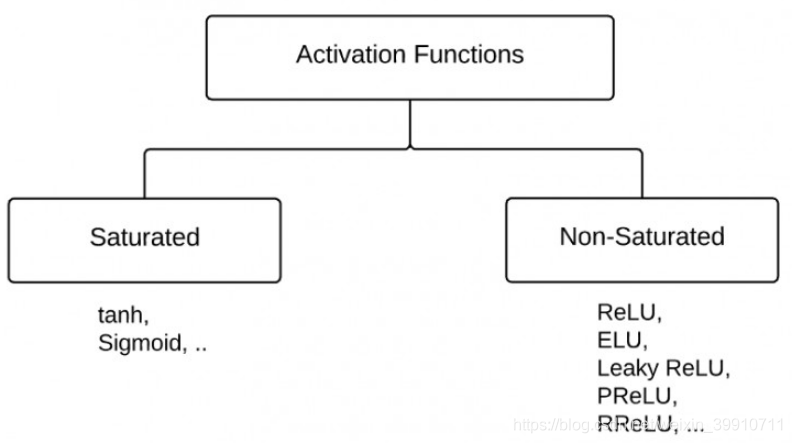 Activation Functions
Saturated
Non-Saturated
tanh,
Sigmoid, ..
ReLU,
ELU,
Leaky ReLU,
PReLU,
RReLU, ...